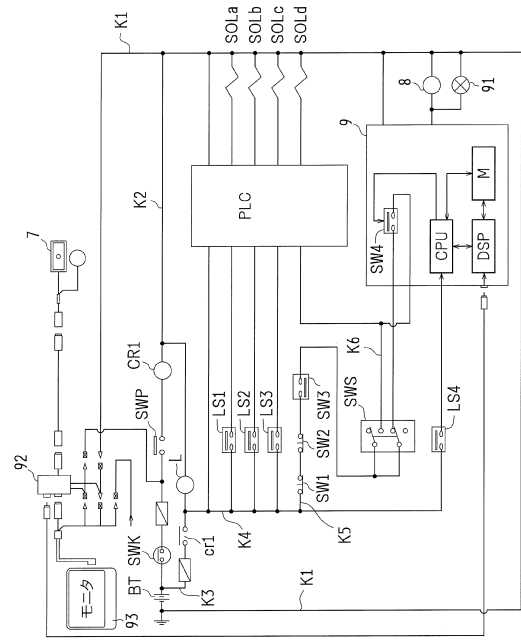 K1
SOLa
SOLb
SOLc
SOLd
7
K2
PLC
8
91
9
92
CR1
SWP
SW4
CPU
M
DSP
L
LS1
LS2
LS3
SW3
K6
SWS
SW2
SW1
LS4
SWK
BT
cr1
K4
K5
K3
K1
モニタ
93